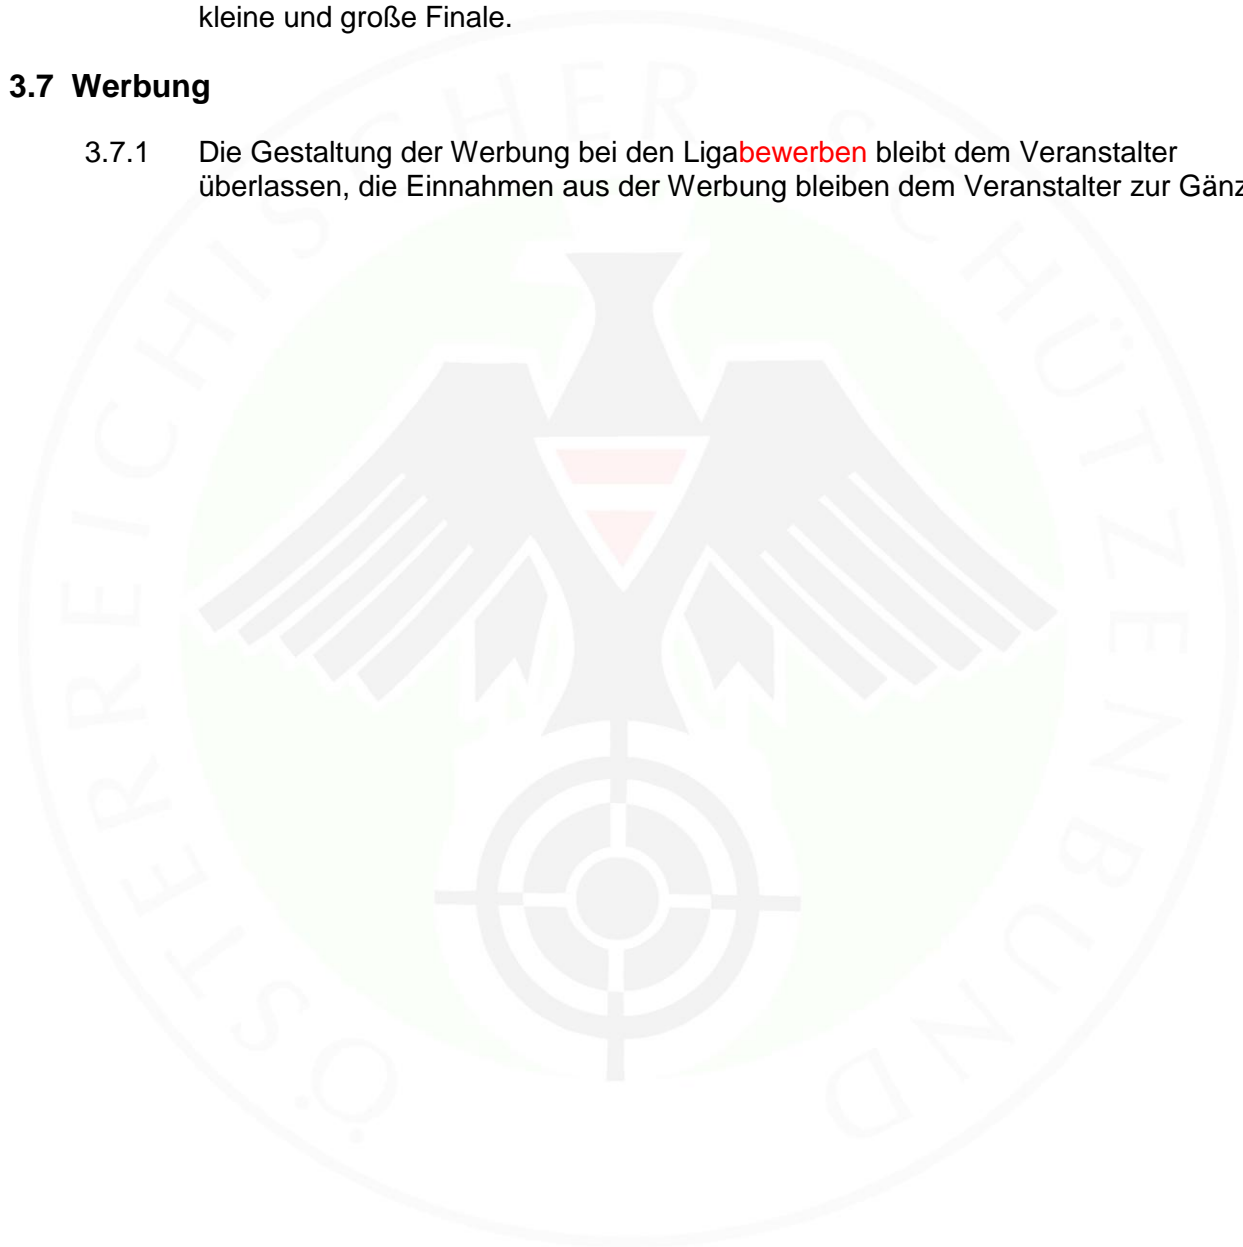 kleine und große Finale.
3.7 Werbung
3.7.1 Die Gestaltung der Werbung bei den Ligabewerben bleibt dem Veranstalter
überlassen, die Einnahmen aus der Werbung bleiben dem Veranstalter zur Gänz
ÖSTERREICHISCHER SCHÜTZENBUND